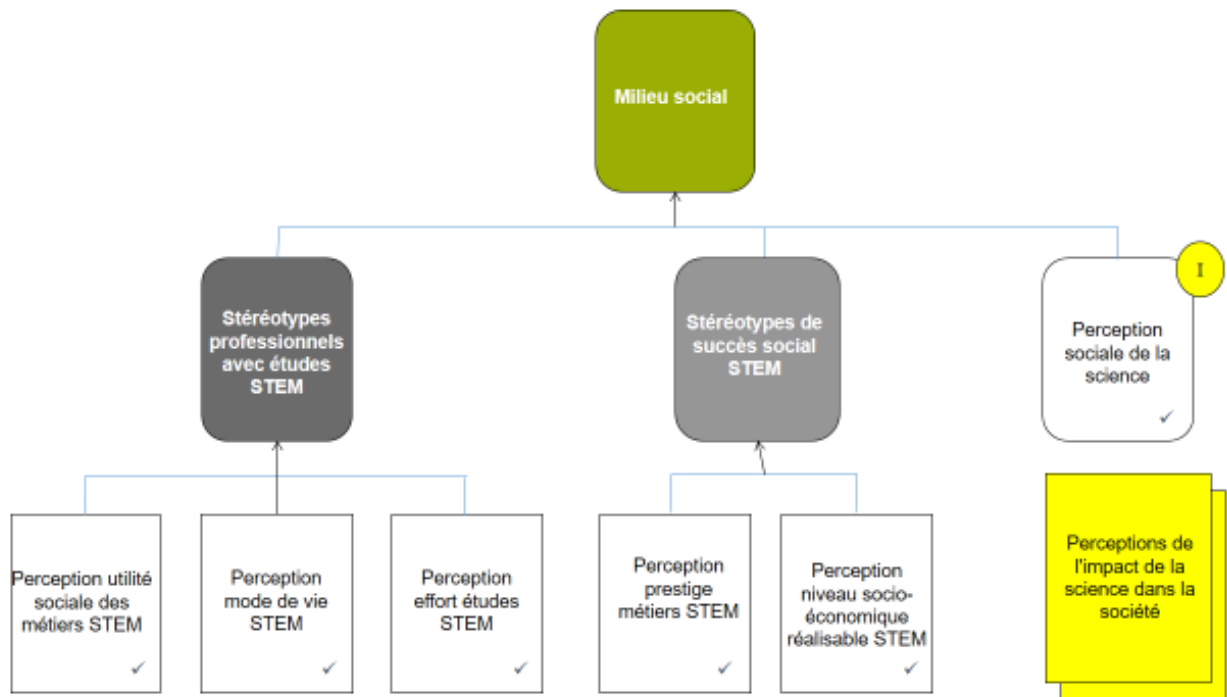 Milieu social
Stéréotypes
professionnels
avec études
STEM
Stéréotypes de
succès social
STEM
I
Perception
sociale de la
science
✓
Perception utilité
sociale des
métiers STEM
✓
Perception
mode de vie
STEM
✓
Perception
effort études
STEM
✓
Perception
prestige
métiers STEM
✓
Perception
niveau socio-
économique
réalisable STEM
✓
Perceptions de
l'impact de la
science dans la
société